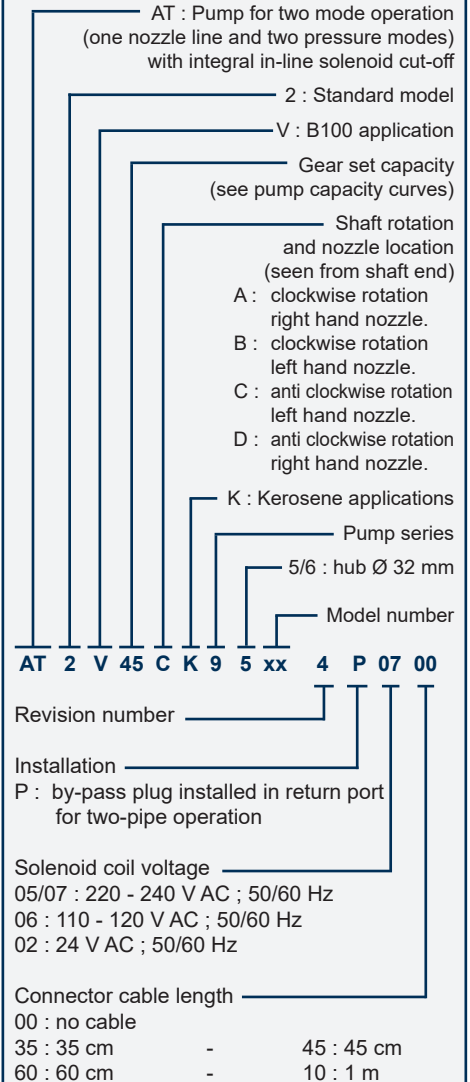 AT : Pump for two mode operation
(one nozzle line and two pressure modes)
with integral in-line solenoid cut-off
2 : Standard model
V : B100 application
Gear set capacity
(see pump capacity curves)
Shaft rotation
and nozzle location
(seen from shaft end)
A : clockwise rotation
right hand nozzle.
B : clockwise rotation
left hand nozzle.
C : anti clockwise rotation
left hand nozzle.
D : anti clockwise rotation
right hand nozzle.
K : Kerosene applications
Pump series
5/6 : hub Ø 32 mm
Model number
AT 2 V 45 C K 9 5 xx 4 P 07 00
Revision number
Installation
P : by-pass plug installed in return port
for two-pipe operation
Solenoid coil voltage
05/07 : 220 - 240 V AC ; 50/60 Hz
06 : 110 - 120 V AC ; 50/60 Hz
02 : 24 V AC ; 50/60 Hz
Connector cable length
00 : no cable
35 : 35 cm - 45 : 45 cm
60 : 60 cm - 10 : 1 m